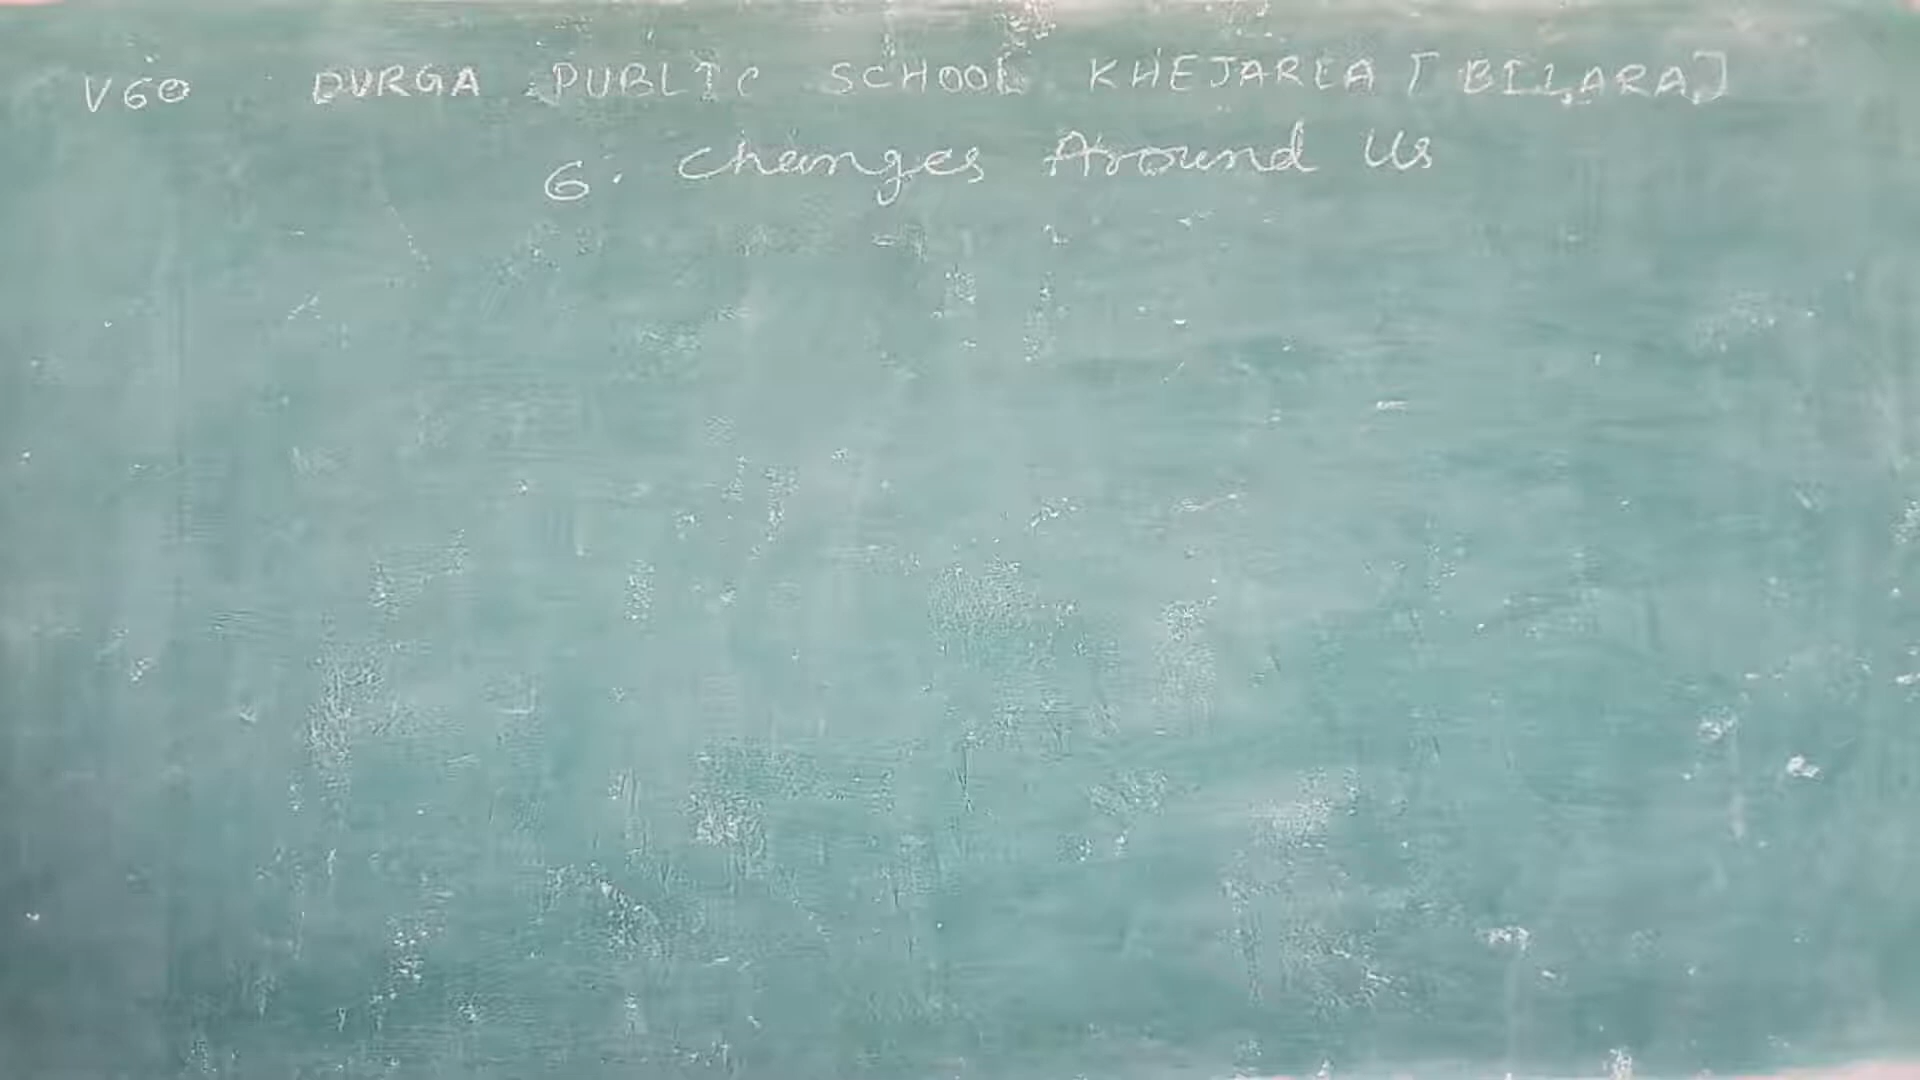 V60 DURGA PUBLIC SCHOOL KHEJARLA [BILARA]
6. Changes Around Us